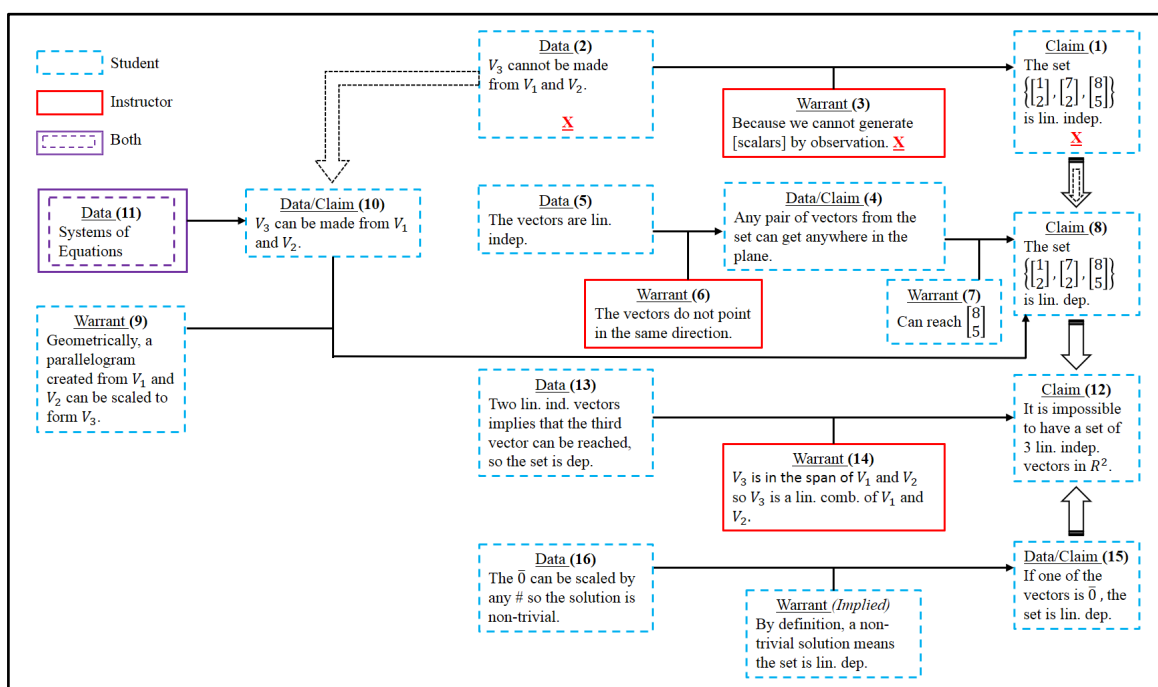 Student
Instructor
Both
Data (2)
V₃ cannot be made
from V₁ and V₂.
X
Warrant (3)
Because we cannot generate
[scalars] by observation. X
Claim (1)
The set
{[1 2], [7 2], [8 5]}
is lin. indep.
X
Data (11)
Systems of
Equations
Data/Claim (10)
V₃ can be made from V₁
and V₂.
Data (5)
The vectors are lin.
indep.
Data/Claim (4)
Any pair of vectors from the
set can get anywhere in the
plane.
Claim (8)
The set
{[1 2], [7 2], [8 5]}
is lin. dep.
Warrant (6)
The vectors do not point
in the same direction.
Warrant (7)
Can reach [8 5]
Warrant (9)
Geometrically, a
parallelogram
created from V₁ and
V₂ can be scaled to
form V₃.
Data (13)
Two lin. ind. vectors
implies that the third
vector can be reached,
so the set is dep.
Warrant (14)
V₃ is in the span of V₁ and V₂
so V₃ is a lin. comb. of V₁ and
V₂.
Claim (12)
It is impossible
to have a set of
3 lin. indep.
vectors in R².
Data (16)
The 0̅ can be scaled by
any # so the solution is
non-trivial.
Warrant (Implied)
By definition, a non-
trivial solution means
the set is lin. dep.
Data/Claim (15)
If one of the
vectors is 0̅ , the
set is lin. dep.